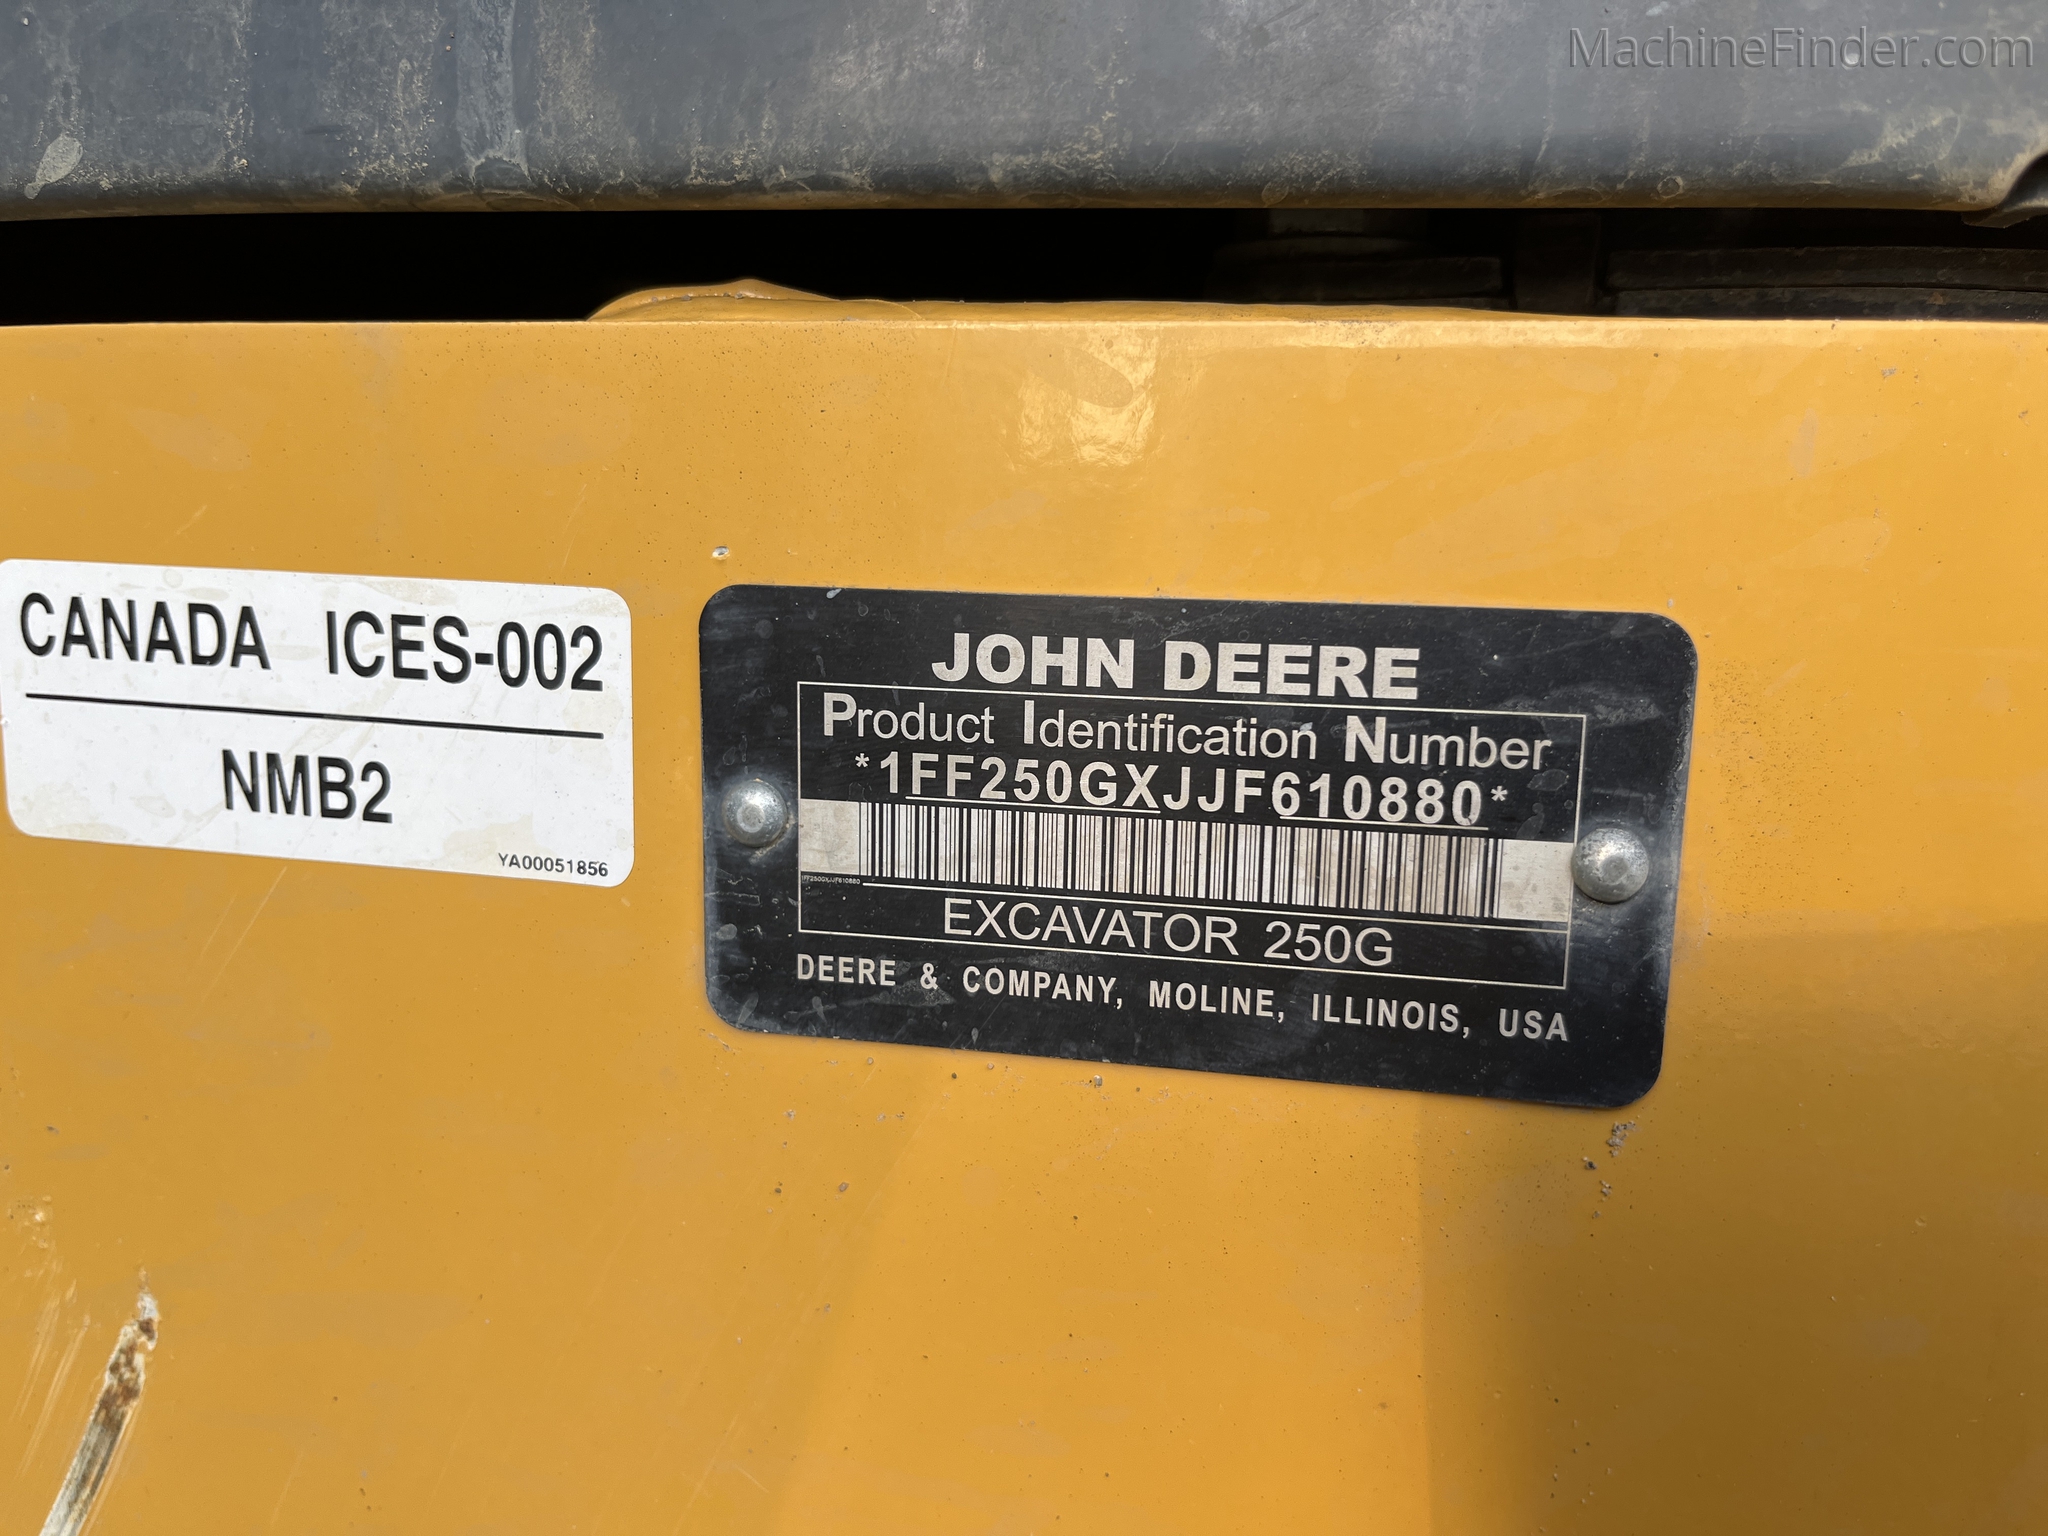 MachineFinder.com
CANADA ICES-002
NMB2
YA00051856
JOHN DEERE
Product Identification Number
*1FF250GXJJF610880*
1FF250GXJJF610880
EXCAVATOR 250G
DEERE & COMPANY, MOLINE, ILLINOIS, USA